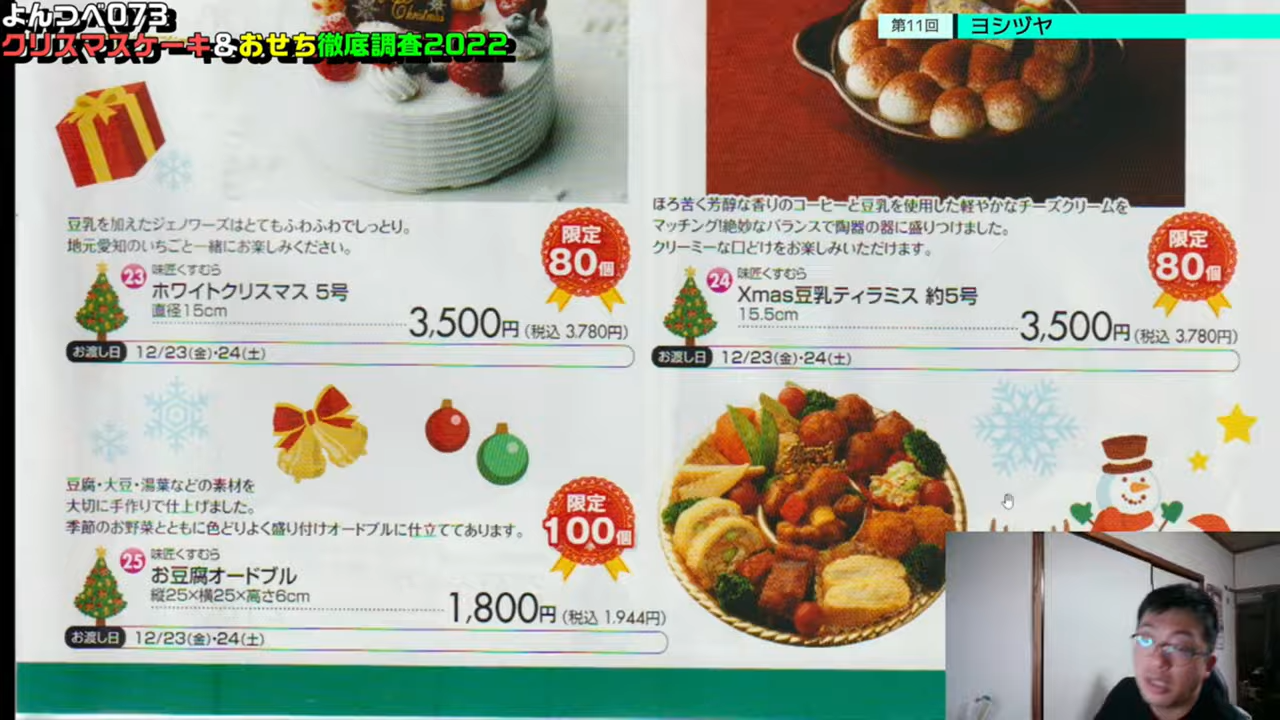 よんつべ073
クリスマスケーキ&おせち徹底調査2022
第11回 ヨシヅヤ
Christmas
豆乳を加えたジェノワーズはとてもふわふわでしっとり。
地元愛知のいちごと一緒にお楽しみください。
限定
80個
23 味匠くすむら
ホワイトクリスマス 5号
直径15cm
3,500円(税込 3.780円)
お渡し日 12/23(金)・24(土)
ほろ苦く芳醇な香りのコーヒーと豆乳を使用した軽やかなチーズクリームを
マッチング!絶妙なバランスで陶器の器に盛りつけました。
クリーミーな口どけをお楽しみいただけます。
限定
80個
24 味匠くすむら
Xmas豆乳ティラミス 約5号
15.5cm
3,500円(税込 3.780円)
お渡し日 12/23(金)・24(土)
豆腐・大豆・湯葉などの素材を
大切に手作りで仕上げました。
季節のお野菜とともに色どりよく盛り付けオードブルに仕立ててあります。
限定
100個
25 味匠くすむら
お豆腐オードブル
縦25×横25×高さ6cm
1,800円(税込 1.944円)
お渡し日 12/23(金)・24(土)